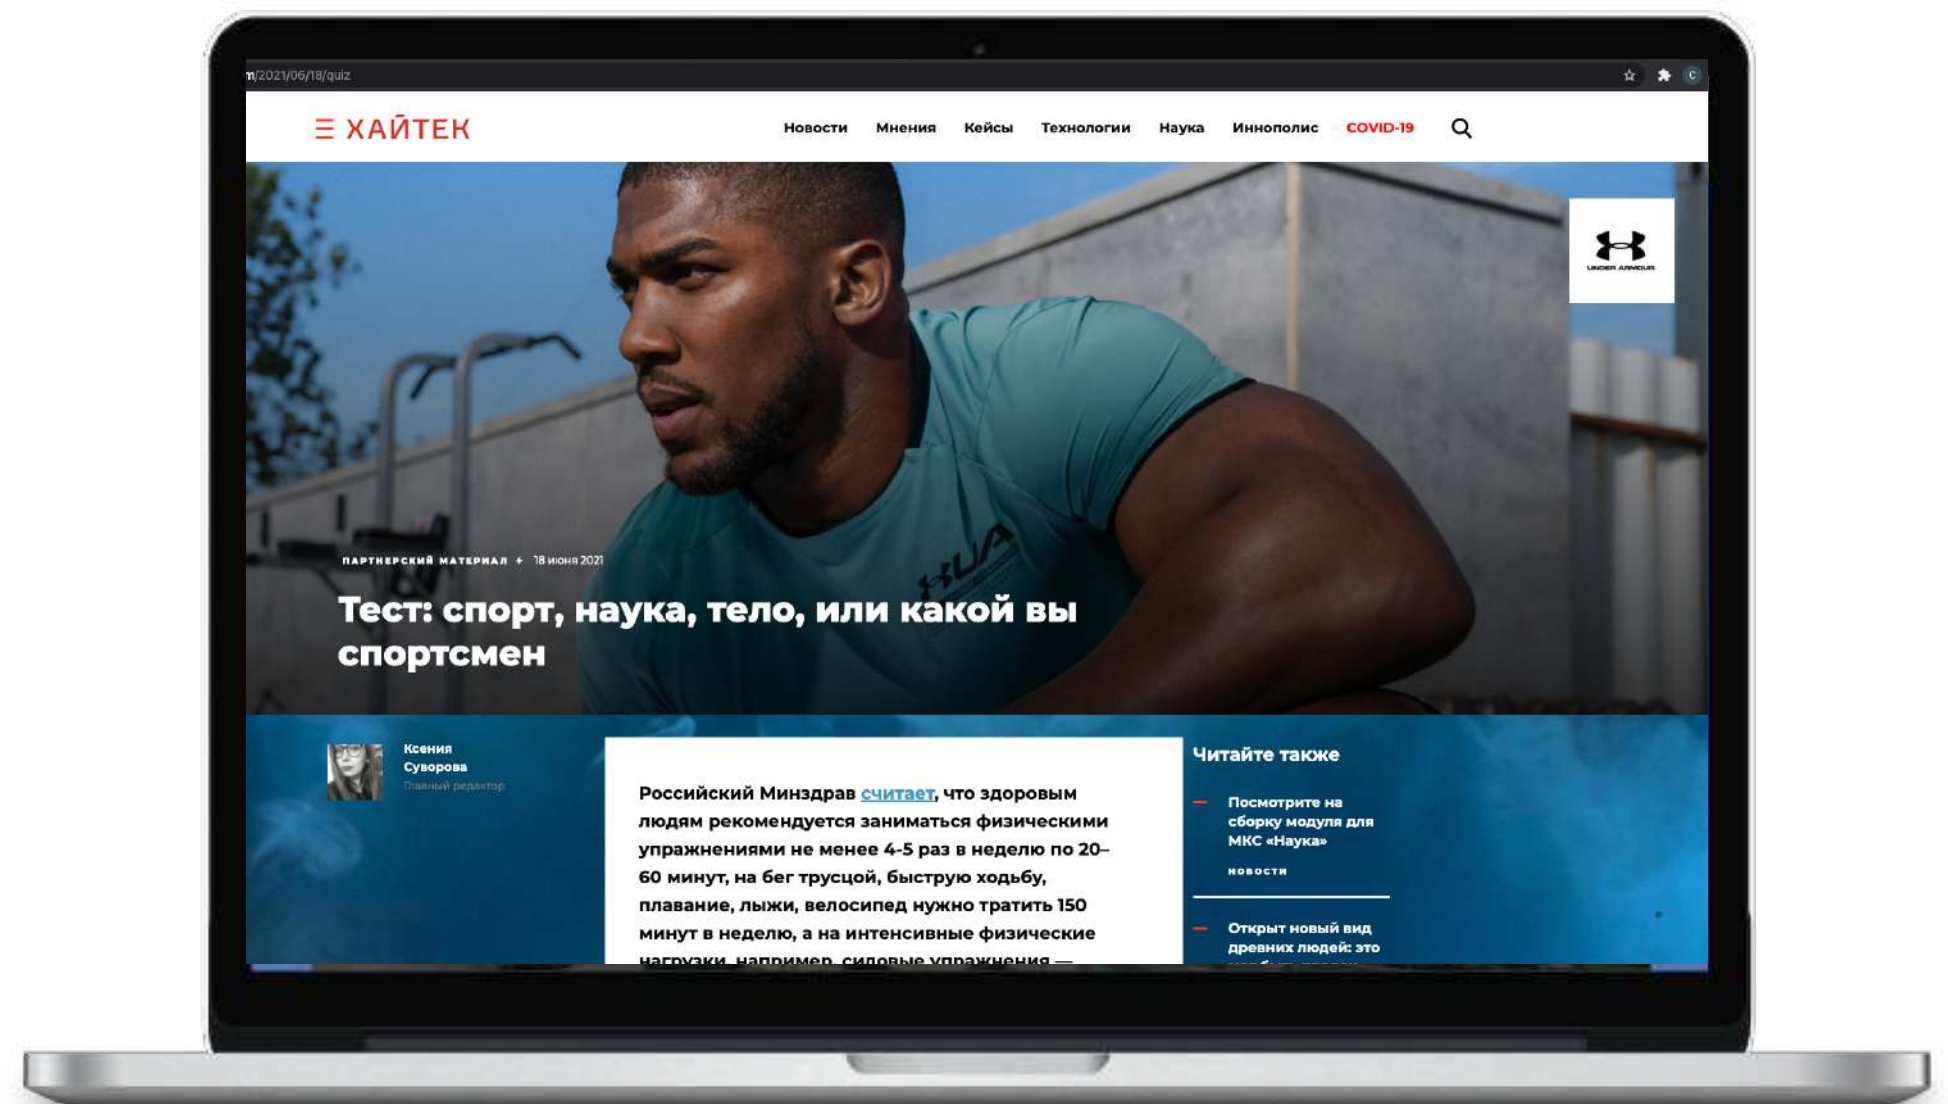 m/2021/06/18/quiz
C
ХАЙТЕК
Новости Мнения Кейсы Технологии Наука Иннополис COVID-19
UNDER ARMOUR
UA
ПАРТНЕРСКИЙ МАТЕРИАЛ + 18 июня 2021
Тест: спорт, наука, тело, или какой вы
спортсмен
Ксения
Суворова
Главный редактор
Российский Минздрав считает, что здоровым
людям рекомендуется заниматься физическими
упражнениями не менее 4-5 раз в неделю по 20–
60 минут, на бег трусцой, быструю ходьбу,
плавание, лыжи, велосипед нужно тратить 150
минут в неделю, а на интенсивные физические
нагрузки, например, силовые упражнения —
Читайте также
Посмотрите на
сборку модуля для
МКС «Наука»
НОВОСТИ
Открыт новый вид
древних людей: это